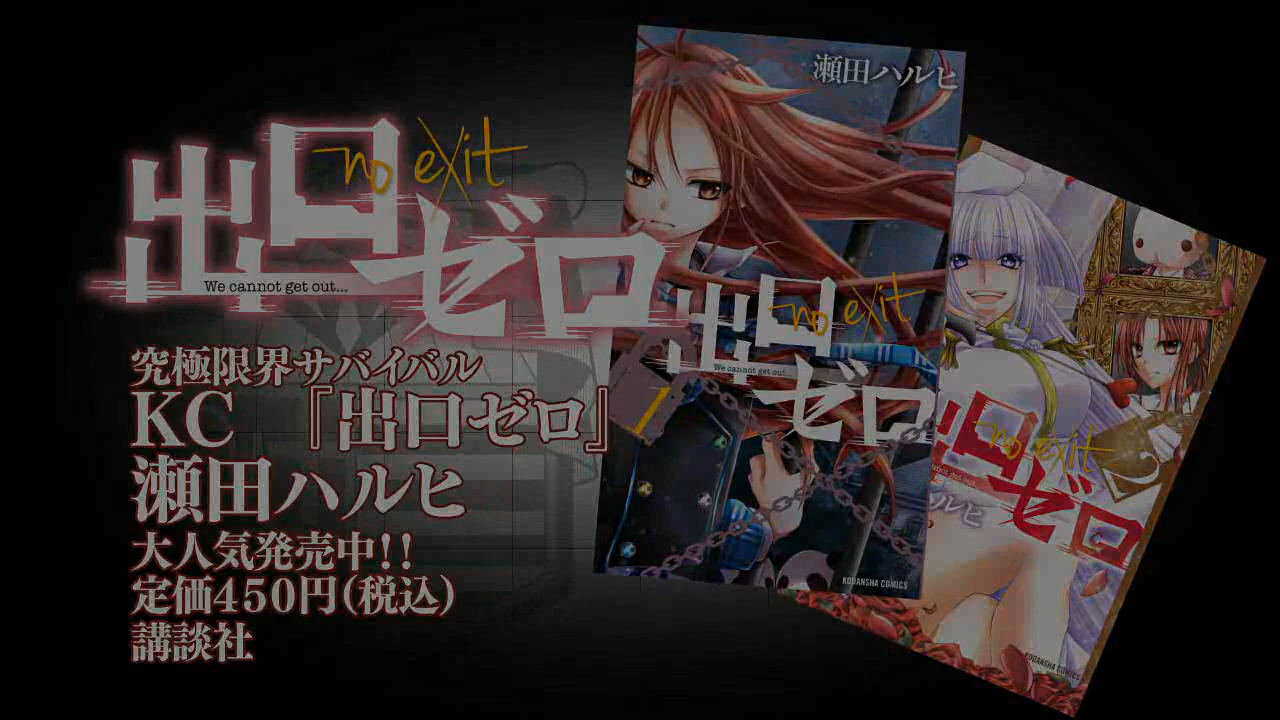 出口ゼロ
no exit
We cannot get out...
究極限界サバイバル
KC 『出口ゼロ』
瀬田ハルヒ
大人気発売中!!
定価450円(税込)
講談社
瀬田ハルヒ
出口ゼロ
no exit
We cannot get out
1
KODANSHA COMICS
出口ゼロ
no exit
ルヒ
KODANSHA COMICS